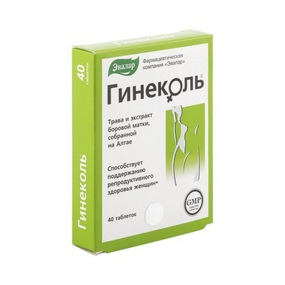 40
таблеток
Гинеколь
Эвалар
Фармацевтическая
компания «Эвалар»
Гинеколь®
Трава и экстракт
боровой матки,
собранной
на Алтае
Способствует
поддержанию
репродуктивного
здоровья женщин*
40 таблеток
GMP